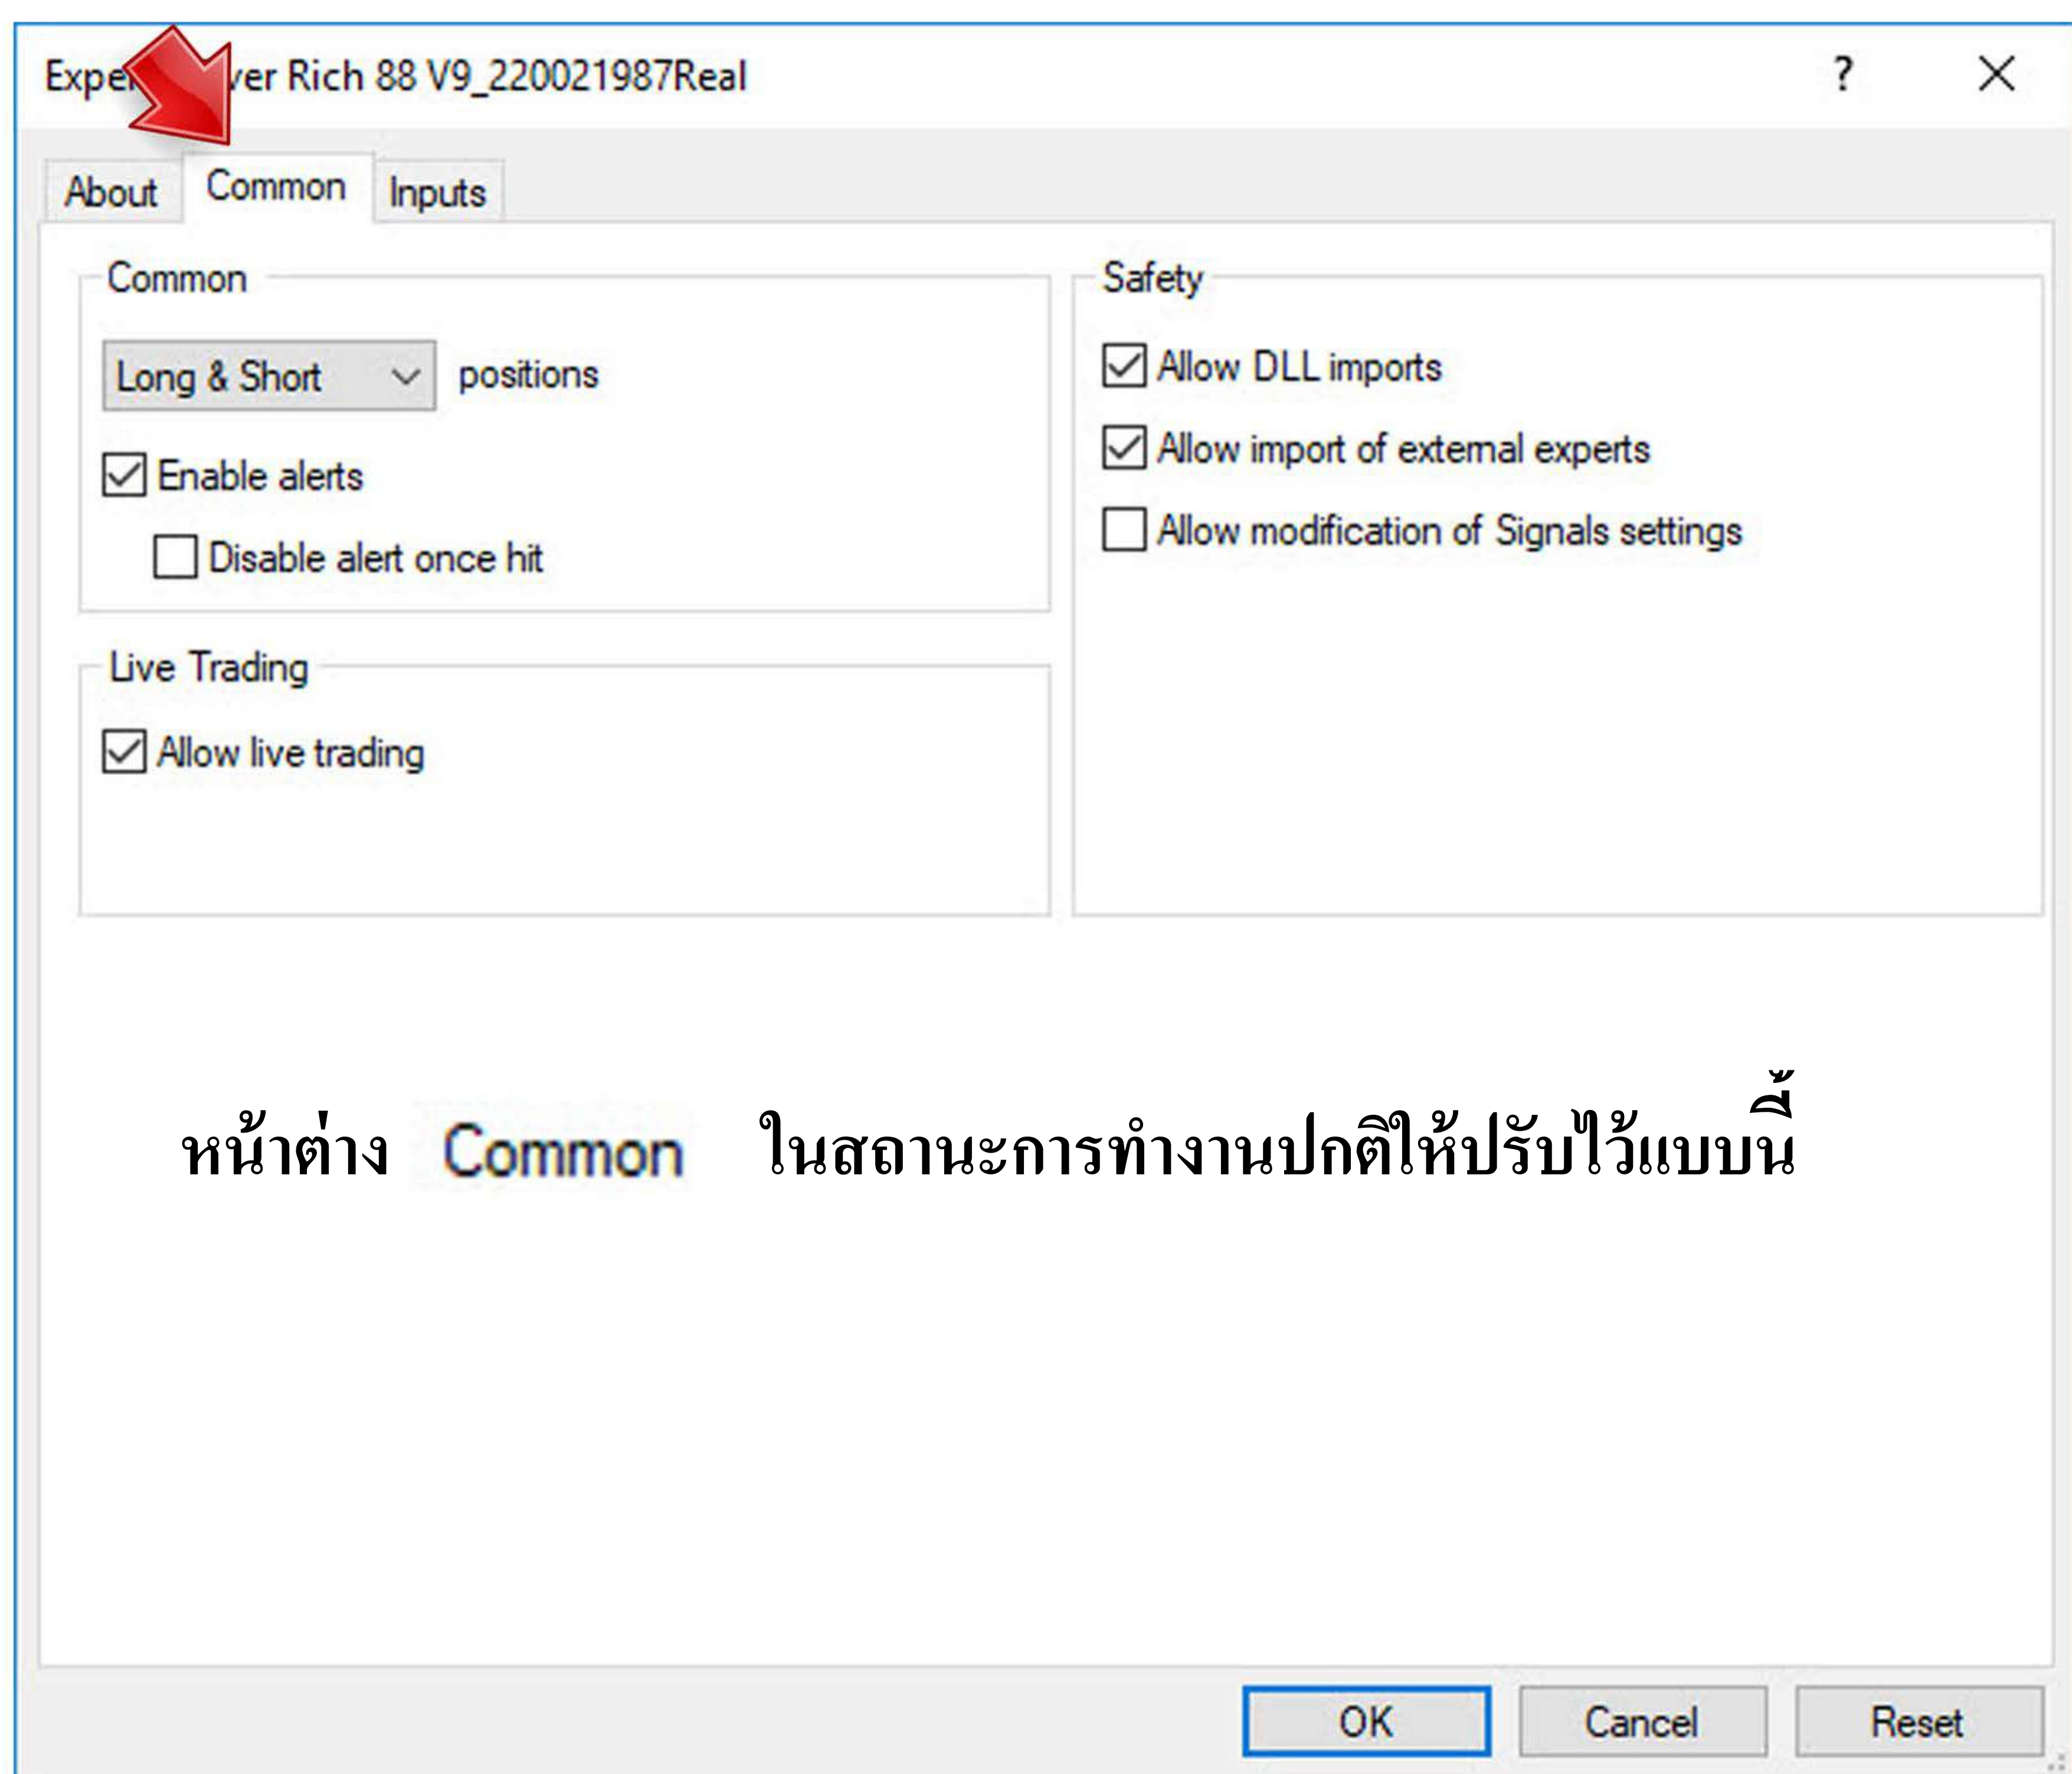 Expe ver Rich 88 V9_220021987Real ?
About Common Inputs
Common
Long & Short positions
Enable alerts
Disable alert once hit
Live Trading
Allow live trading
Safety
Allow DLL imports
Allow import of external experts
Allow modification of Signals settings
หน้าต่าง Common ในสถานะการทำงานปกติให้ปรับไว้แบบนี้
OK Cancel Reset